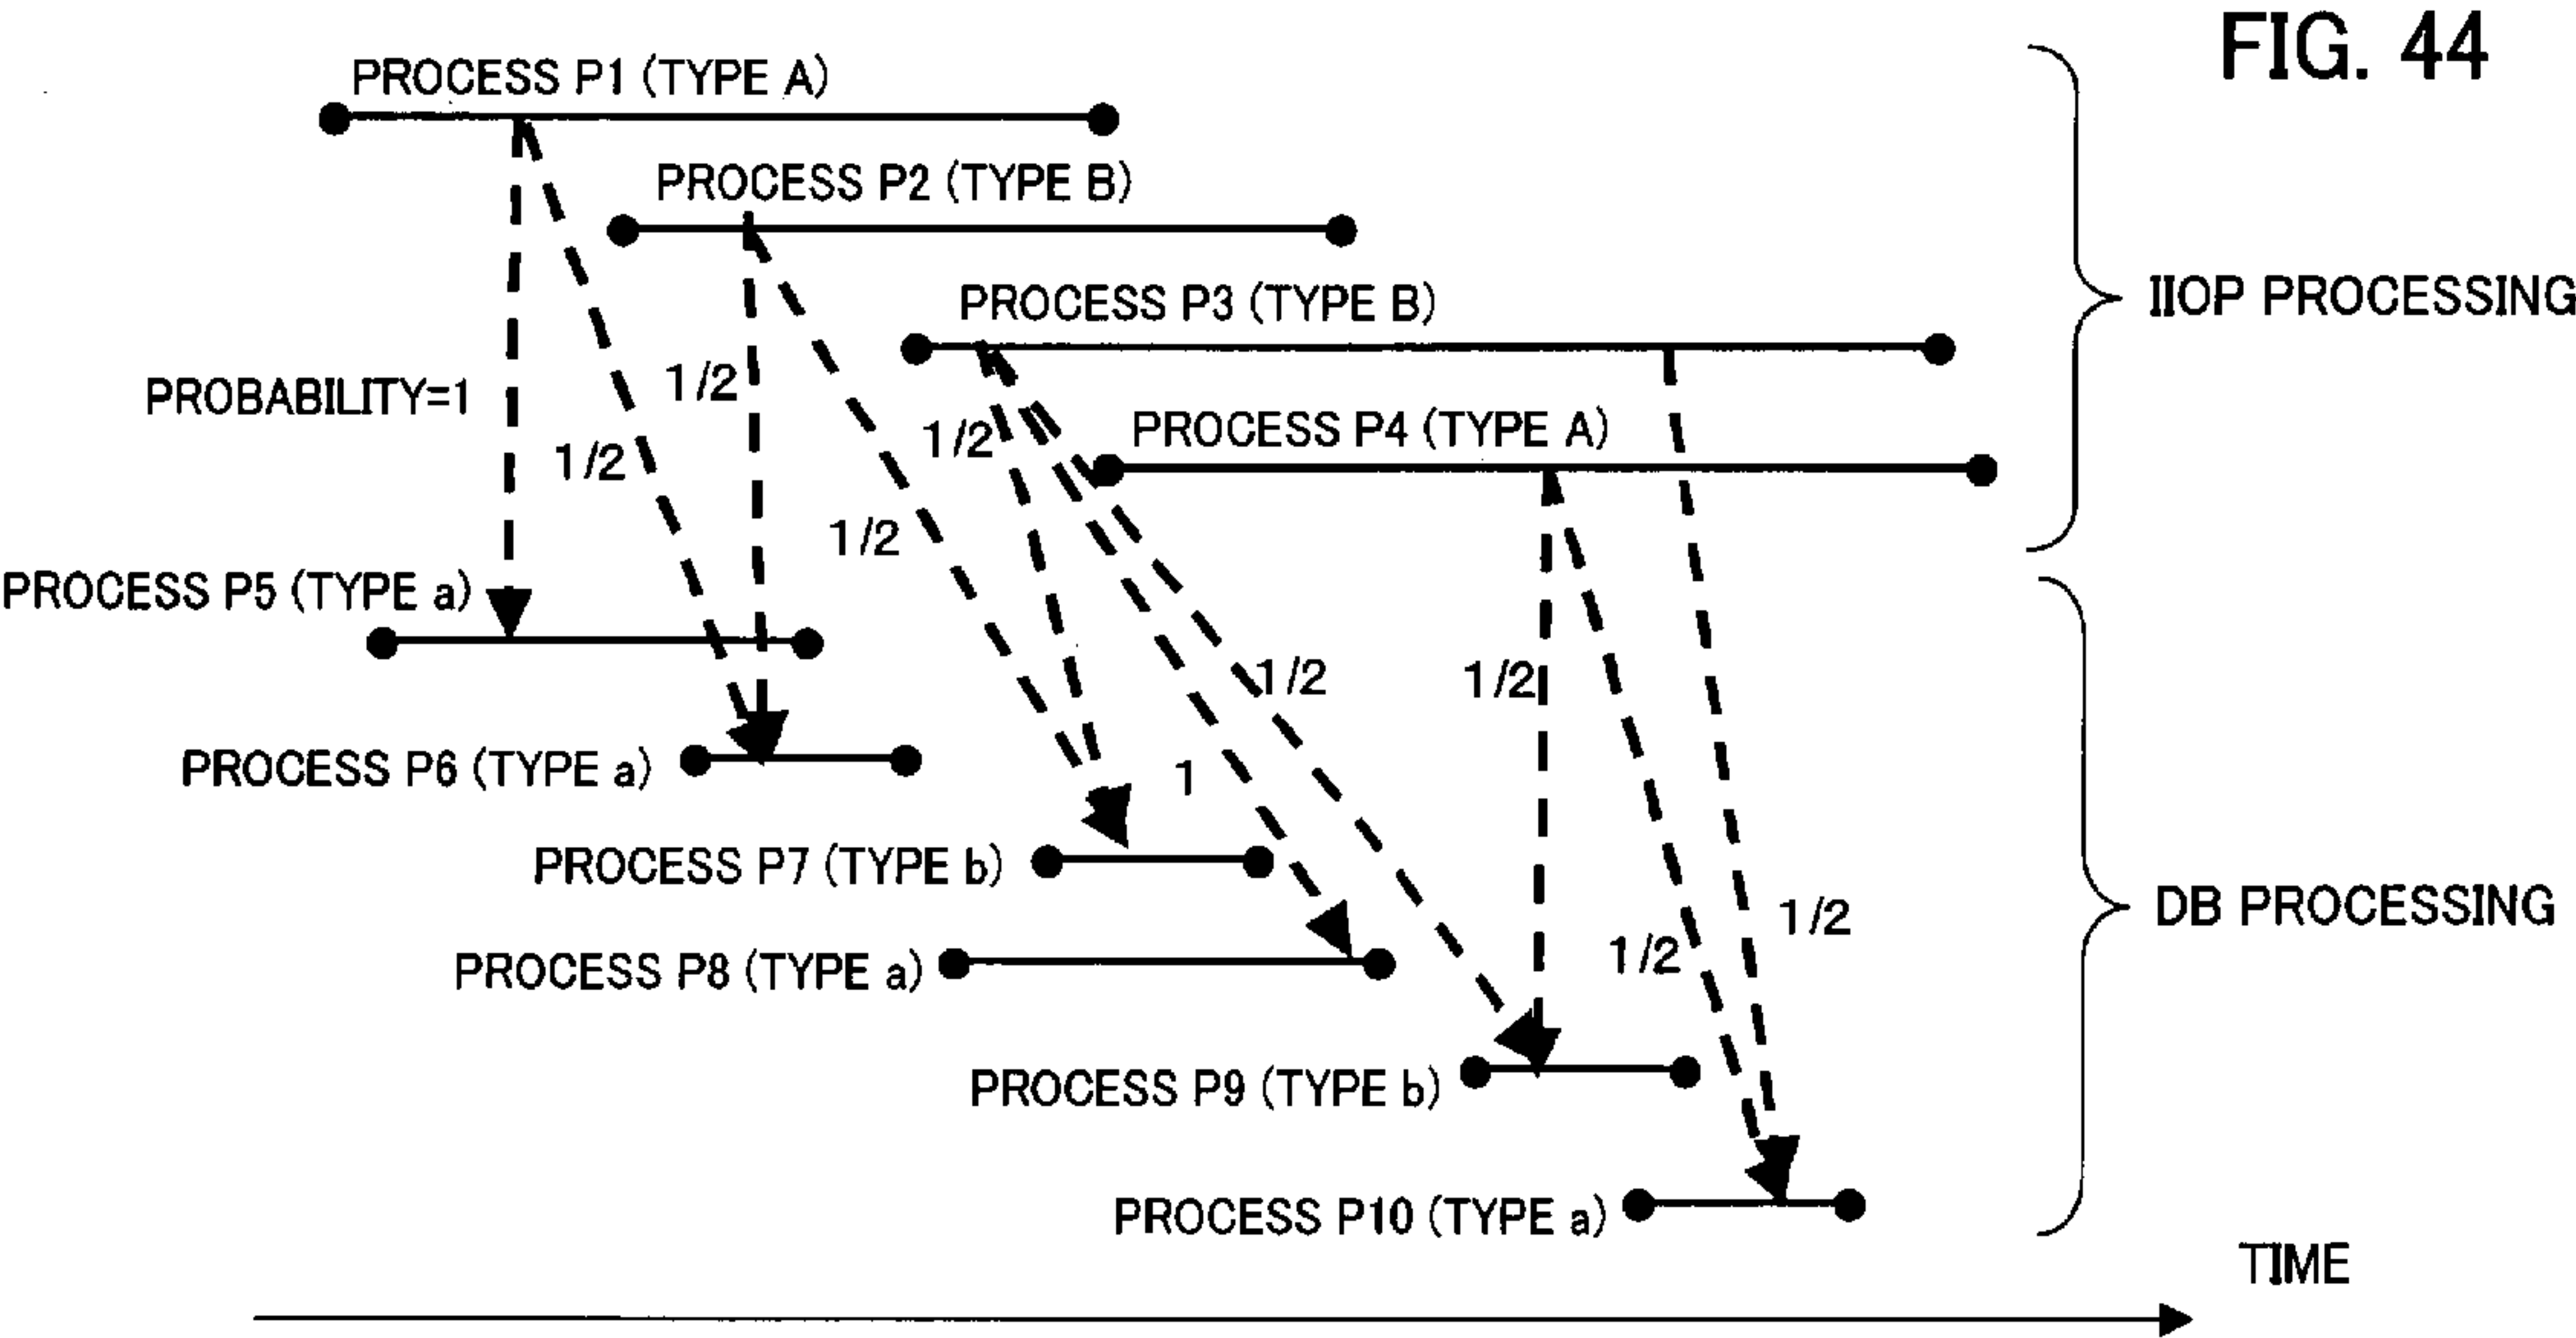 FIG. 44
PROCESS P1 (TYPE A)
PROCESS P2 (TYPE B)
PROCESS P3 (TYPE B)
IIOP PROCESSING
PROBABILITY=1
1/2
1/2
1/2
PROCESS P4 (TYPE A)
1/2
PROCESS P5 (TYPE a)
1/2
1/2
PROCESS P6 (TYPE a)
1
PROCESS P7 (TYPE b)
DB PROCESSING
1/2
1/2
PROCESS P8 (TYPE a)
PROCESS P9 (TYPE b)
PROCESS P10 (TYPE a)
TIME